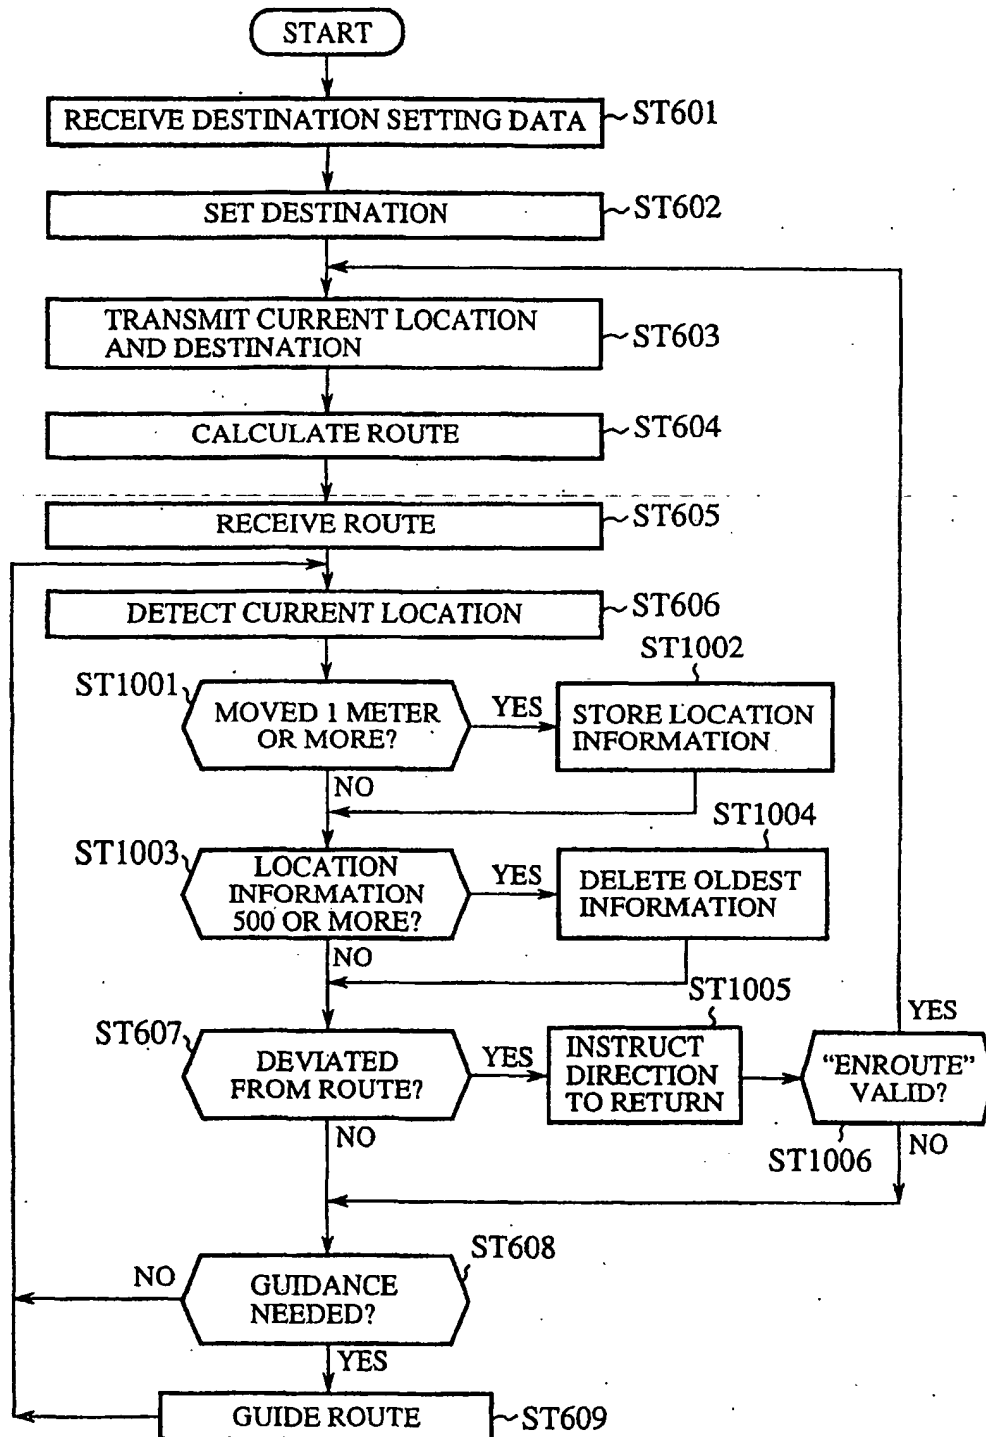 START
RECEIVE DESTINATION SETTING DATA
ST601
SET DESTINATION
ST602
TRANSMIT CURRENT LOCATION
AND DESTINATION
ST603
CALCULATE ROUTE
ST604
RECEIVE ROUTE
ST605
DETECT CURRENT LOCATION
ST606
ST1001
MOVED 1 METER
OR MORE?
YES
NO
ST1002
STORE LOCATION
INFORMATION
ST1003
LOCATION
INFORMATION
500 OR MORE?
YES
NO
ST1004
DELETE OLDEST
INFORMATION
ST607
DEVIATED
FROM ROUTE?
YES
NO
ST1005
INSTRUCT
DIRECTION
TO RETURN
YES
“ENROUTE”
VALID?
NO
ST1006
ST608
GUIDANCE
NEEDED?
NO
YES
GUIDE ROUTE
ST609